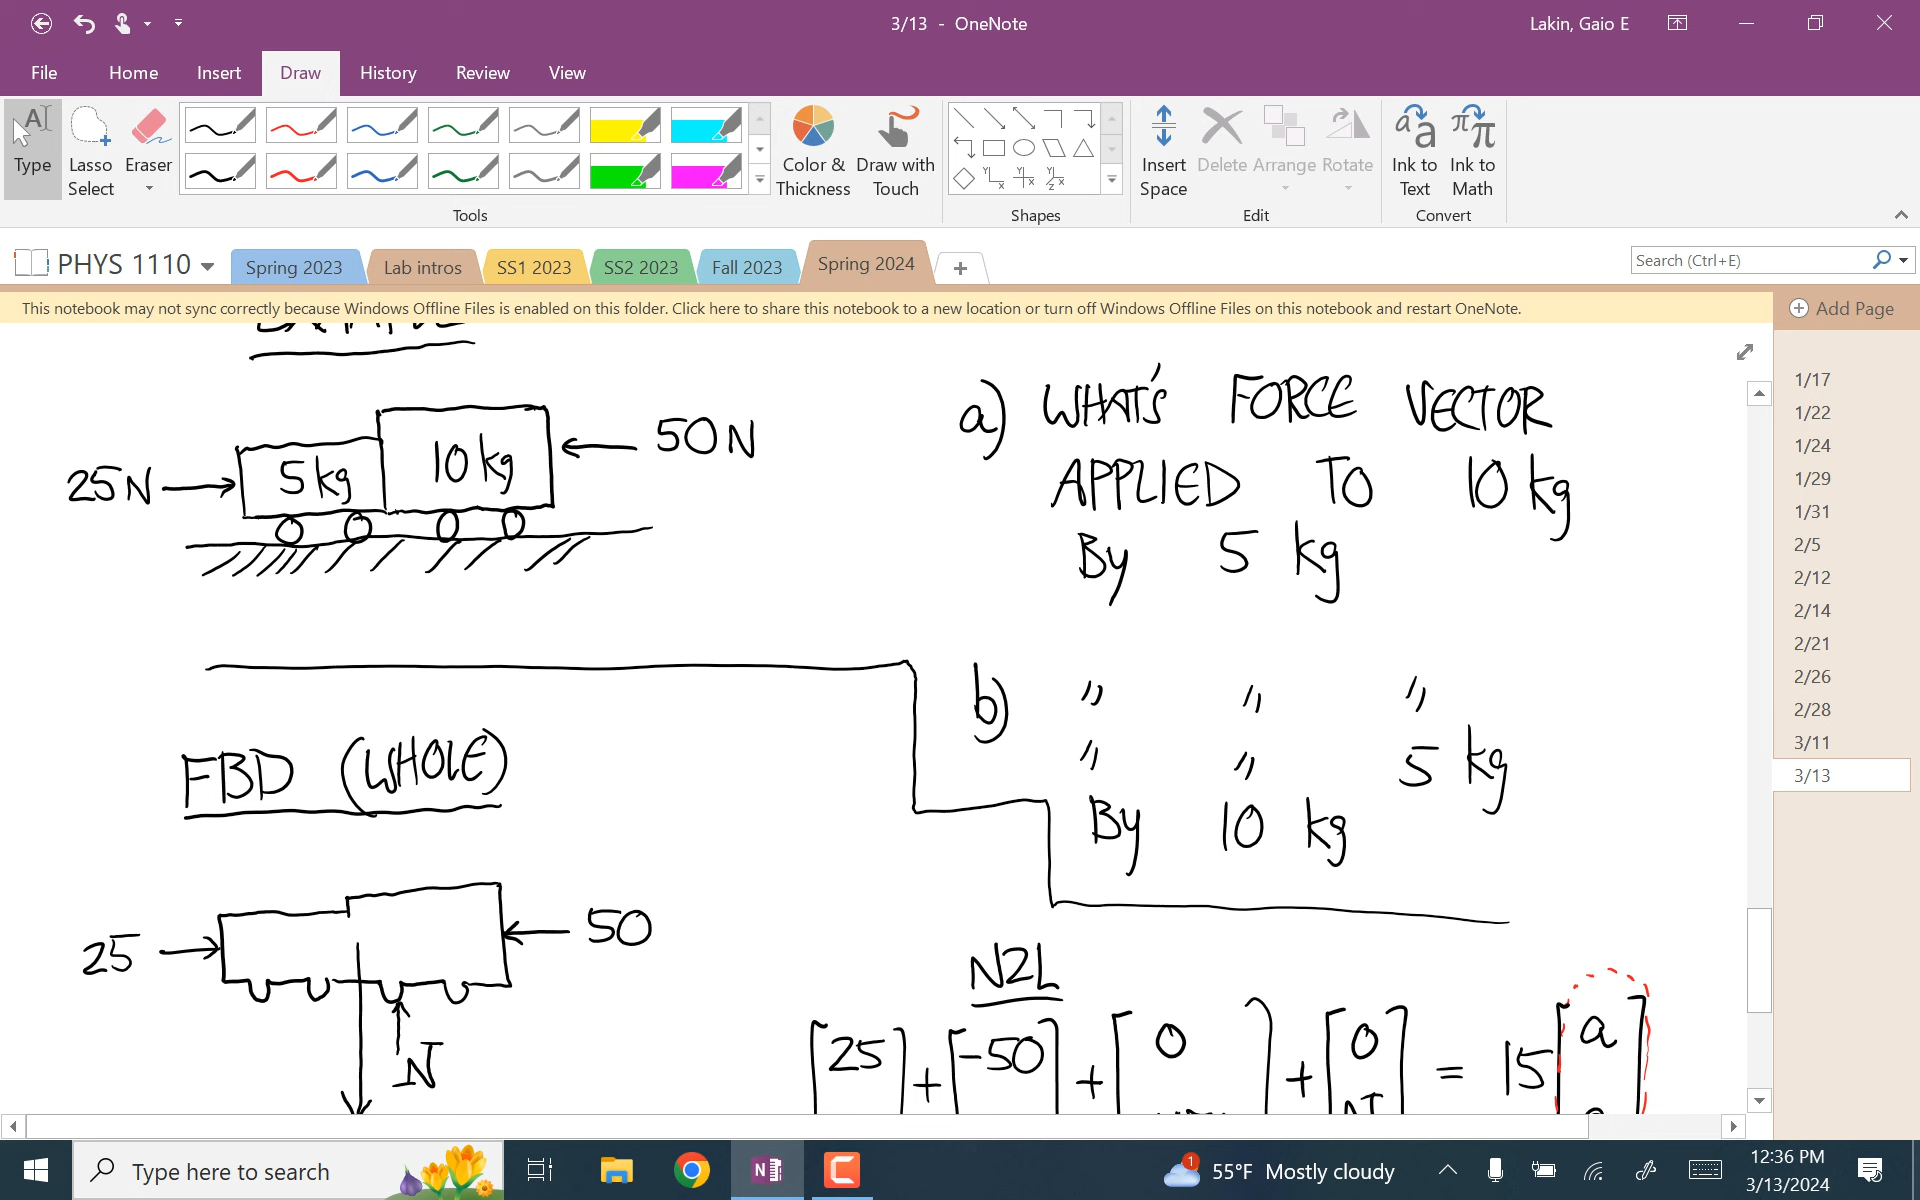 3/13 - OneNote
Lakin, Gaio E
File Home Insert Draw History Review View
Type
Lasso Select
Eraser
Color & Thickness
Draw with Touch
Insert Space
Delete Arrange Rotate
Ink to Text
Ink to Math
Tools
Shapes
Edit
Convert
PHYS 1110
Spring 2023 Lab intros SS1 2023 SS2 2023 Fall 2023 Spring 2024
Search (Ctrl+E)
This notebook may not sync correctly because Windows Offline Files is enabled on this folder. Click here to share this notebook to a new location or turn off Windows Offline Files on this notebook and restart OneNote.
Add Page
1/17
1/22
1/24
1/29
1/31
2/5
2/12
2/14
2/21
2/26
2/28
3/11
3/13
25N 5 kg 10 kg 50 N
a) WHAT'S FORCE VECTOR
APPLIED TO 10 kg
By 5 kg
b) " " "
" " 5 kg
By 10 kg
FBD (WHOLE)
25 50
N
N2L
[25] + [-50] + [0] + [0 N] = 15 [a]
Type here to search
1
55°F Mostly cloudy
12:36 PM
3/13/2024